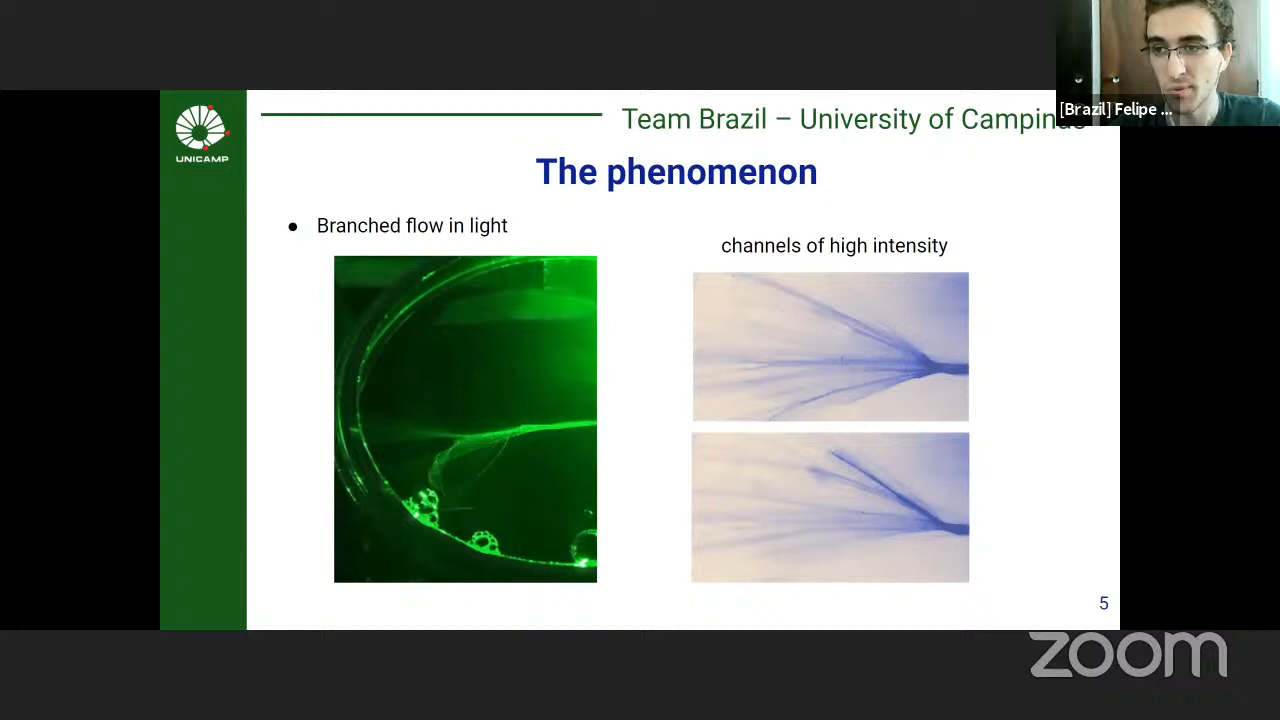 [Brazil] Felipe ...
Team Brazil – University of Campinas
UNICAMP
The phenomenon
● Branched flow in light
channels of high intensity
5
zoom